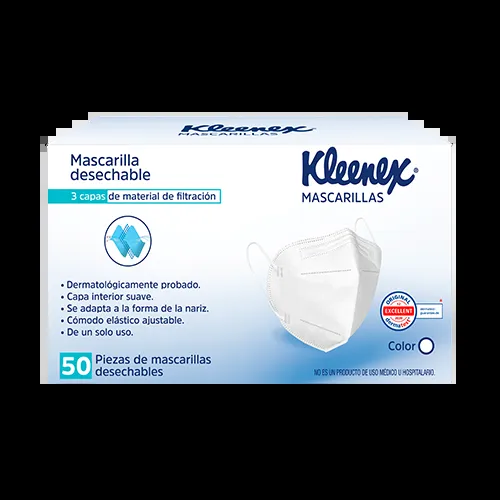 Kleenex
MASCARILLAS
Mascarilla
desechable
3 capas de material de filtración
Kleenex®
MASCARILLAS
• Dermatológicamente probado.
• Capa interior suave.
• Se adapta a la forma de la nariz.
• Cómodo elástico ajustable.
• De un solo uso.
50 Piezas de mascarillas
desechables
ORIGINAL
EXCELLENT
dermatest
Color
NO ES UN PRODUCTO DE USO MÉDICO U HOSPITALARIO.